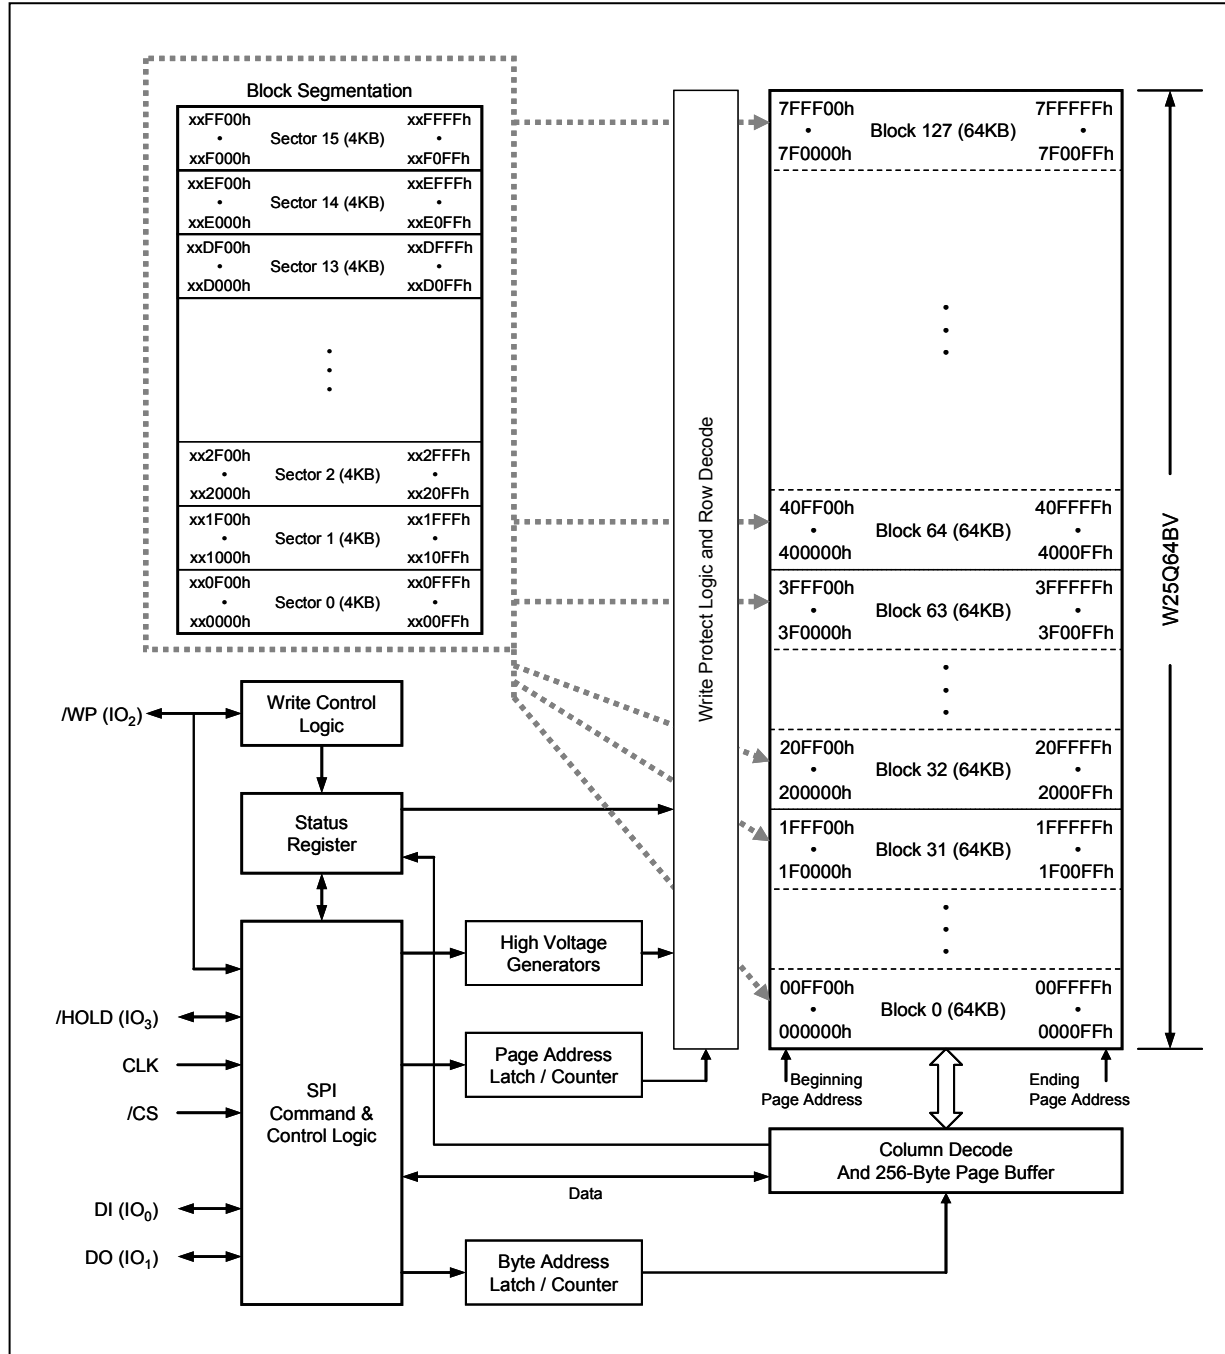 Block Segmentation
xxFF00h xxFFFFh
• Sector 15 (4KB) •
xxF000h xxF0FFh
xxEF00h xxEFFFh
• Sector 14 (4KB) •
xxE000h xxE0FFh
xxDF00h xxDFFFh
• Sector 13 (4KB) •
xxD000h xxD0FFh
xx2F00h xx2FFFh
• Sector 2 (4KB) •
xx2000h xx20FFh
xx1F00h xx1FFFh
• Sector 1 (4KB) •
xx1000h xx10FFh
xx0F00h xx0FFFh
• Sector 0 (4KB) •
xx0000h xx00FFh
Write Protect Logic and Row Decode
7FFF00h 7FFFFFh
• Block 127 (64KB) •
7F0000h 7F00FFh
40FF00h 40FFFFh
• Block 64 (64KB) •
400000h 4000FFh
3FFF00h 3FFFFFh
• Block 63 (64KB) •
3F0000h 3F00FFh
20FF00h 20FFFFh
• Block 32 (64KB) •
200000h 2000FFh
1FFF00h 1FFFFFh
• Block 31 (64KB) •
1F0000h 1F00FFh
00FF00h 00FFFFh
• Block 0 (64KB) •
000000h 0000FFh
W25Q64BV
Beginning
Page Address
Ending
Page Address
/WP (IO2)
Write Control
Logic
Status
Register
High Voltage
Generators
/HOLD (IO3)
CLK
/CS
SPI
Command &
Control Logic
Page Address
Latch / Counter
Column Decode
And 256-Byte Page Buffer
Data
DI (IO0)
DO (IO1)
Byte Address
Latch / Counter